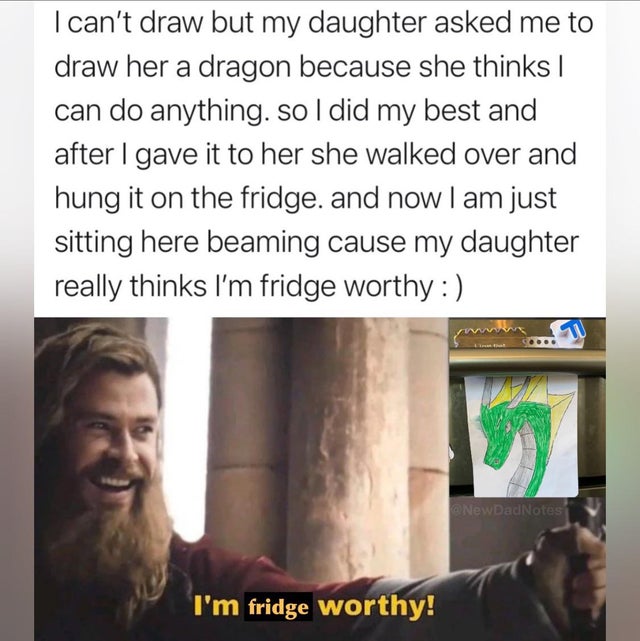 I can't draw but my daughter asked me to
draw her a dragon because she thinks I
can do anything. so I did my best and
after I gave it to her she walked over and
hung it on the fridge. and now I am just
sitting here beaming cause my daughter
really thinks I'm fridge worthy : )
@NewDadNotes
I'm fridge worthy!